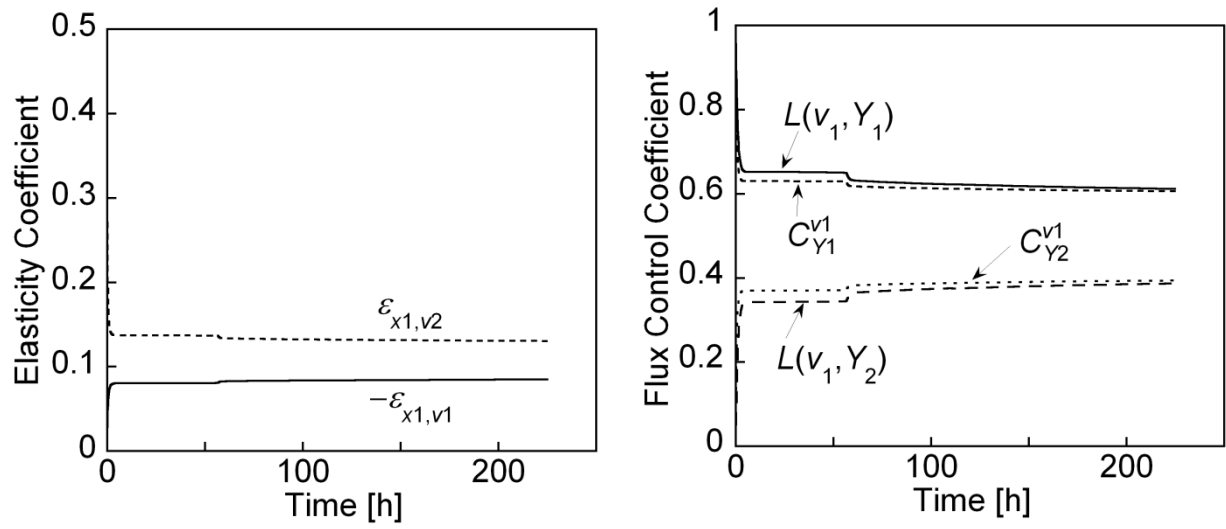 Elasticity Coefficient
0.5
0.4
0.3
0.2
0.1
0
εx1,v2
−εx1,v1
0
100
200
Time [h]
Flux Control Coefficient
1
0.8
0.6
0.4
0.2
0
L(v1,Y1)
C^{v1}_{Y1}
C^{v1}_{Y2}
L(v1,Y2)
0
100
200
Time [h]